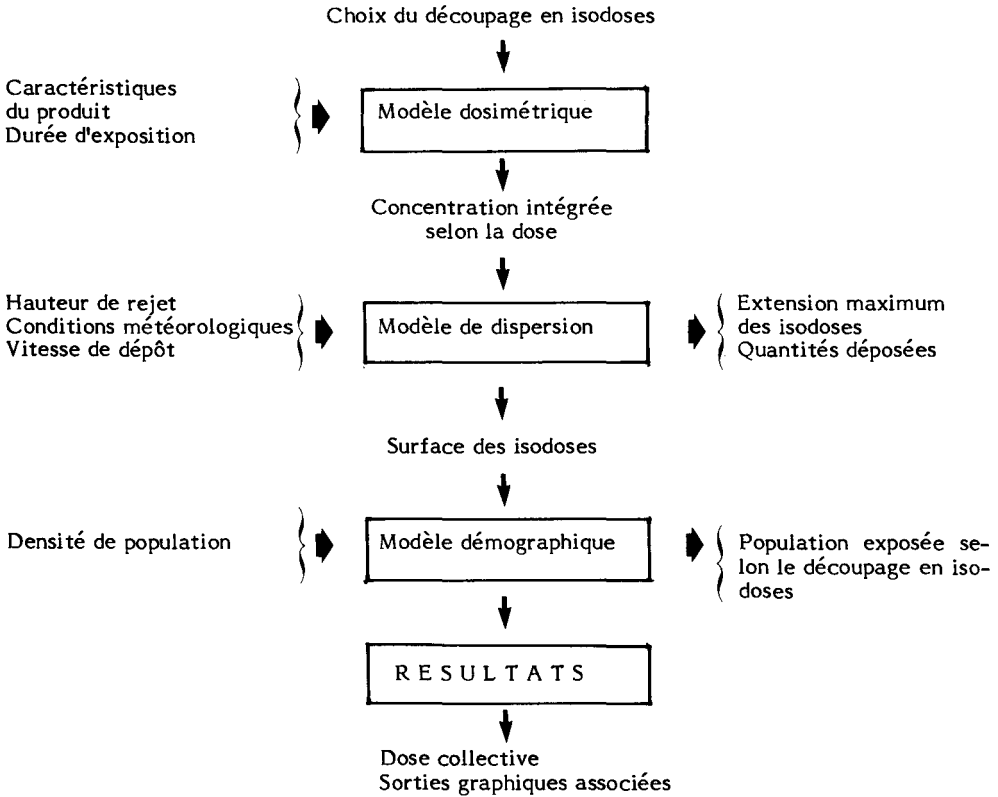 Choix du découpage en isodoses
Caractéristiques
du produit
Durée d'exposition
Modèle dosimétrique
Concentration intégrée
selon la dose
Hauteur de rejet
Conditions météorologiques
Vitesse de dépôt
Modèle de dispersion
Extension maximum
des isodoses
Quantités déposées
Surface des isodoses
Densité de population
Modèle démographique
Population exposée se-
lon le découpage en iso-
doses
RESULTATS
Dose collective
Sorties graphiques associées